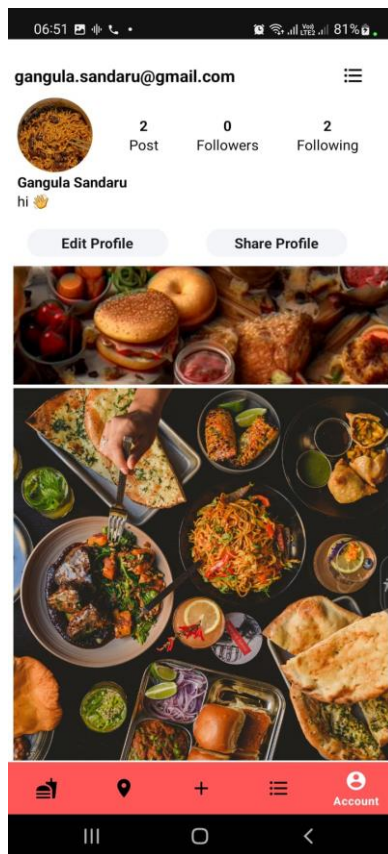 06:51
81%
gangula.sandaru@gmail.com
2 0 2
Post Followers Following
Gangula Sandaru
hi 👋
Edit Profile Share Profile
Account